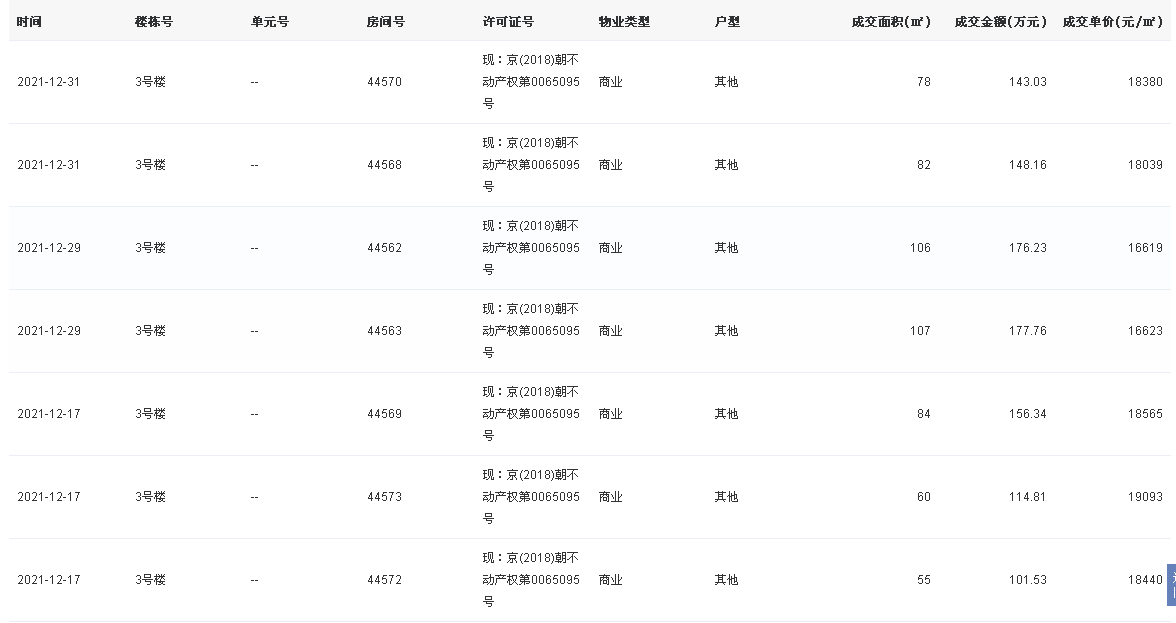 时间 楼栋号 单元号 房间号 许可证号 物业类型 户型 成交面积(㎡) 成交金额(万元) 成交单价(元/㎡)
现：京(2018)朝不
2021-12-31 3号楼 -- 44570 动产权第0065095 商业 其他 78 143.03 18380
号
现：京(2018)朝不
2021-12-31 3号楼 -- 44568 动产权第0065095 商业 其他 82 148.16 18039
号
现：京(2018)朝不
2021-12-29 3号楼 -- 44562 动产权第0065095 商业 其他 106 176.23 16619
号
现：京(2018)朝不
2021-12-29 3号楼 -- 44563 动产权第0065095 商业 其他 107 177.76 16623
号
现：京(2018)朝不
2021-12-17 3号楼 -- 44569 动产权第0065095 商业 其他 84 156.34 18565
号
现：京(2018)朝不
2021-12-17 3号楼 -- 44573 动产权第0065095 商业 其他 60 114.81 19093
号
现：京(2018)朝不
2021-12-17 3号楼 -- 44572 动产权第0065095 商业 其他 55 101.53 18440
号